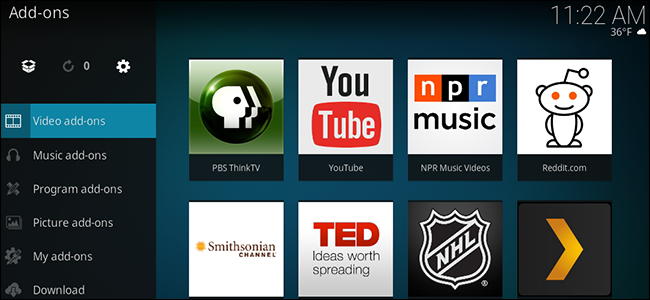 Add-ons
11:22 AM
36°F
0
Video add-ons
Music add-ons
Program add-ons
Picture add-ons
My add-ons
Download
PBS ThinkTV
You
Tube
YouTube
npr
music
NPR Music Videos
Reddit.com
Smithsonian
CHANNEL
TED
Ideas worth
spreading
NHL